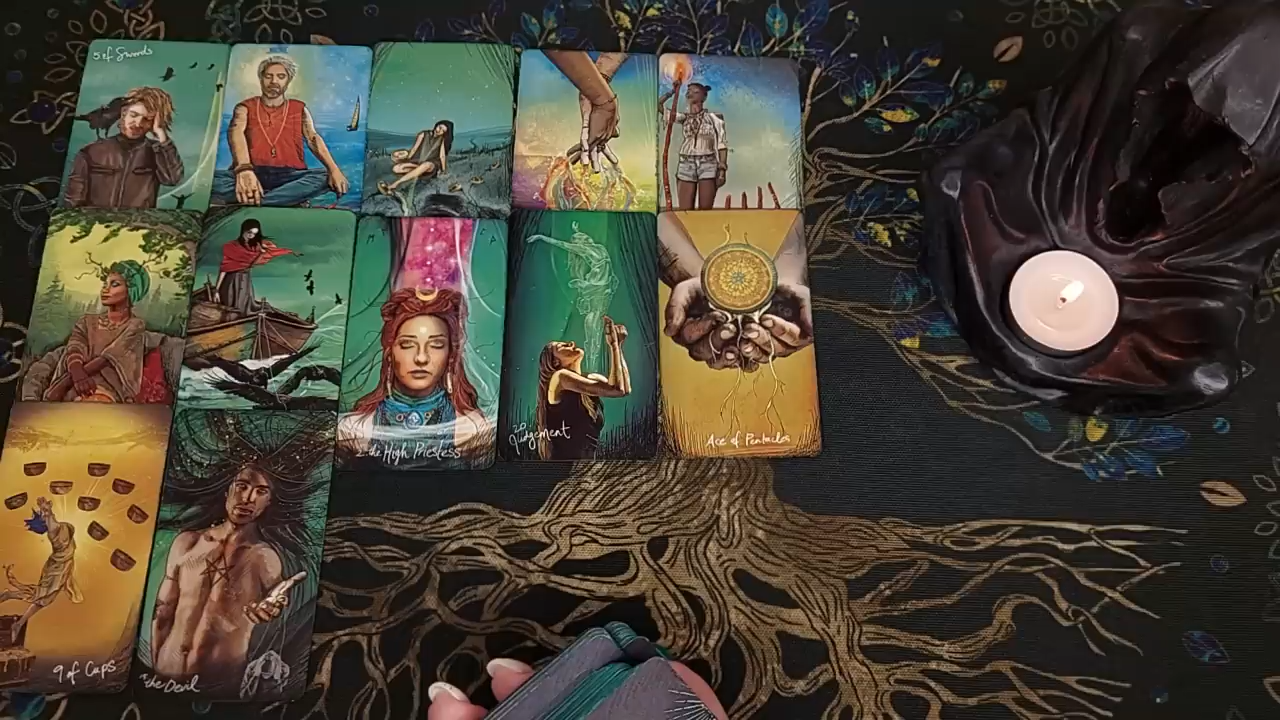 5 of Swords
2 the High Priestess
20
Judgement
Ace of Pentacles
9 of Cups
the Devil